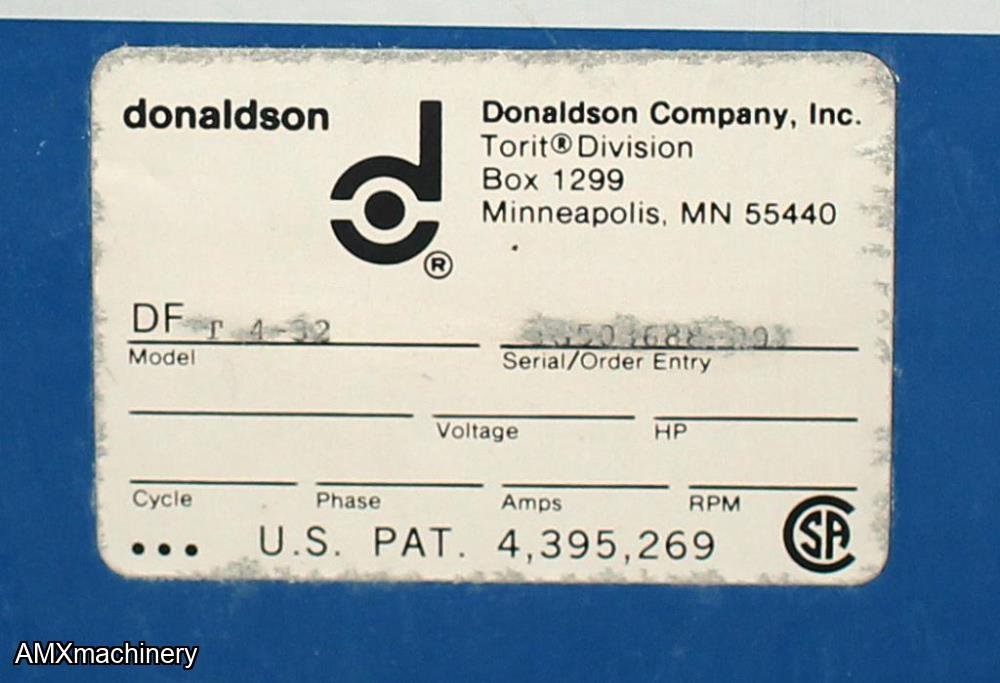 donaldson
Donaldson Company, Inc.
Torit® Division
Box 1299
Minneapolis, MN 55440
®
DF T 4-32
Model
Serial/Order Entry
Voltage
HP
Cycle
Phase
Amps
RPM
... U.S. PAT. 4,395,269
SA
AMXmachinery